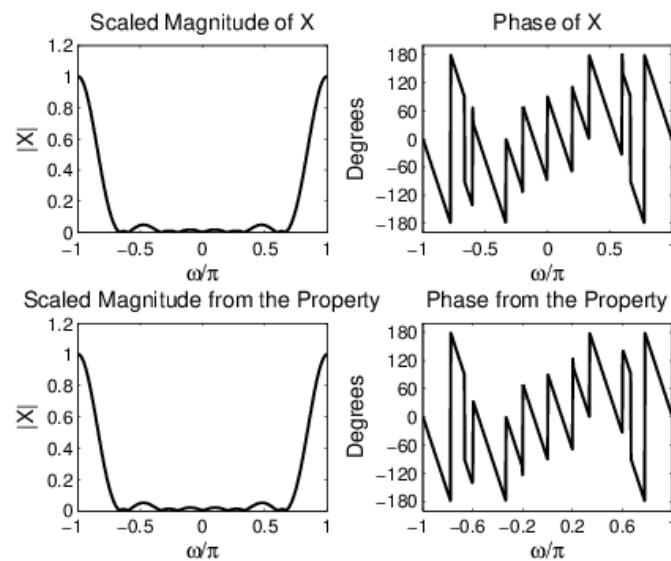 Scaled Magnitude of X
1.2
1
0.8
0.6
0.4
0.2
0
|X|
−1 −0.5 0 0.5 1
ω/π
Phase of X
180
120
60
0
−60
−120
−180
Degrees
−1 −0.5 0 0.5 1
ω/π
Scaled Magnitude from the Property
1.2
1
0.8
0.6
0.4
0.2
0
|X|
−1 −0.5 0 0.5 1
ω/π
Phase from the Property
180
120
60
0
−60
−120
−180
Degrees
−1 −0.6 −0.2 0.2 0.6 1
ω/π